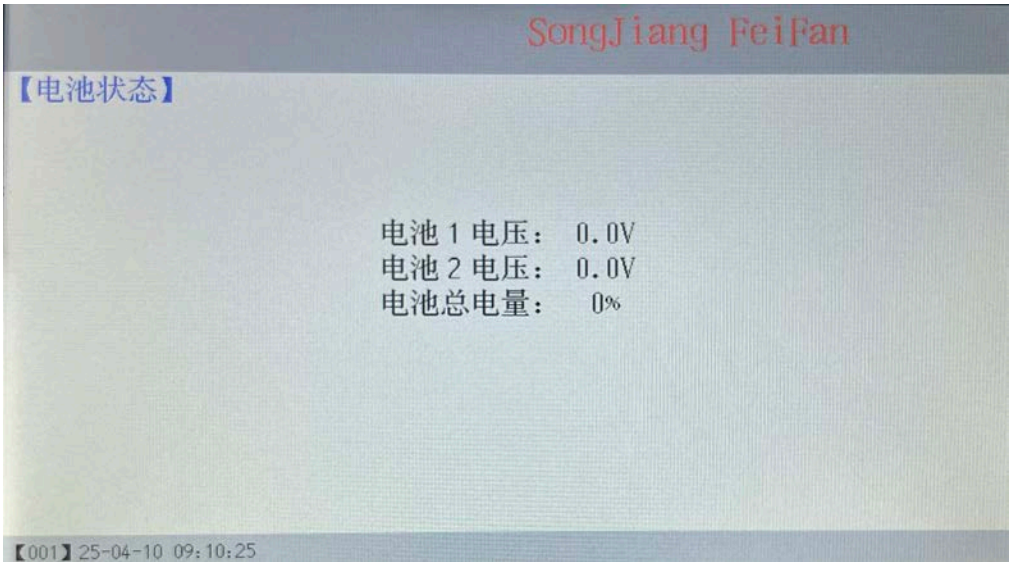 SongJiang FeiFan
【电池状态】
电池1电压： 0.0V
电池2电压： 0.0V
电池总电量： 0%
【001】25-04-10 09:10:25